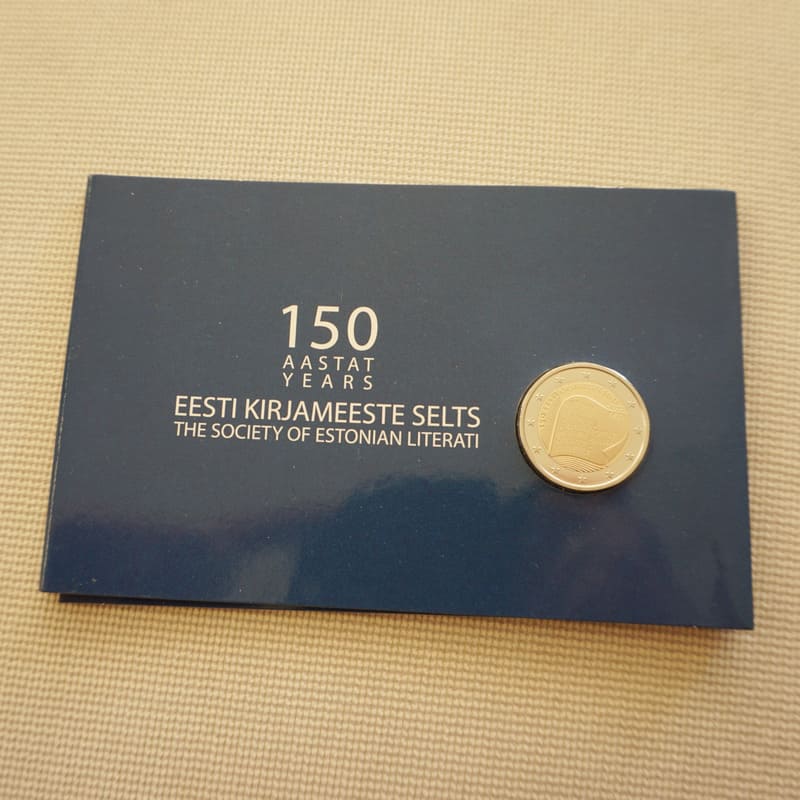 150
AASTAT
YEARS
EESTI KIRJAMEESTE SELTS
THE SOCIETY OF ESTONIAN LITERATI